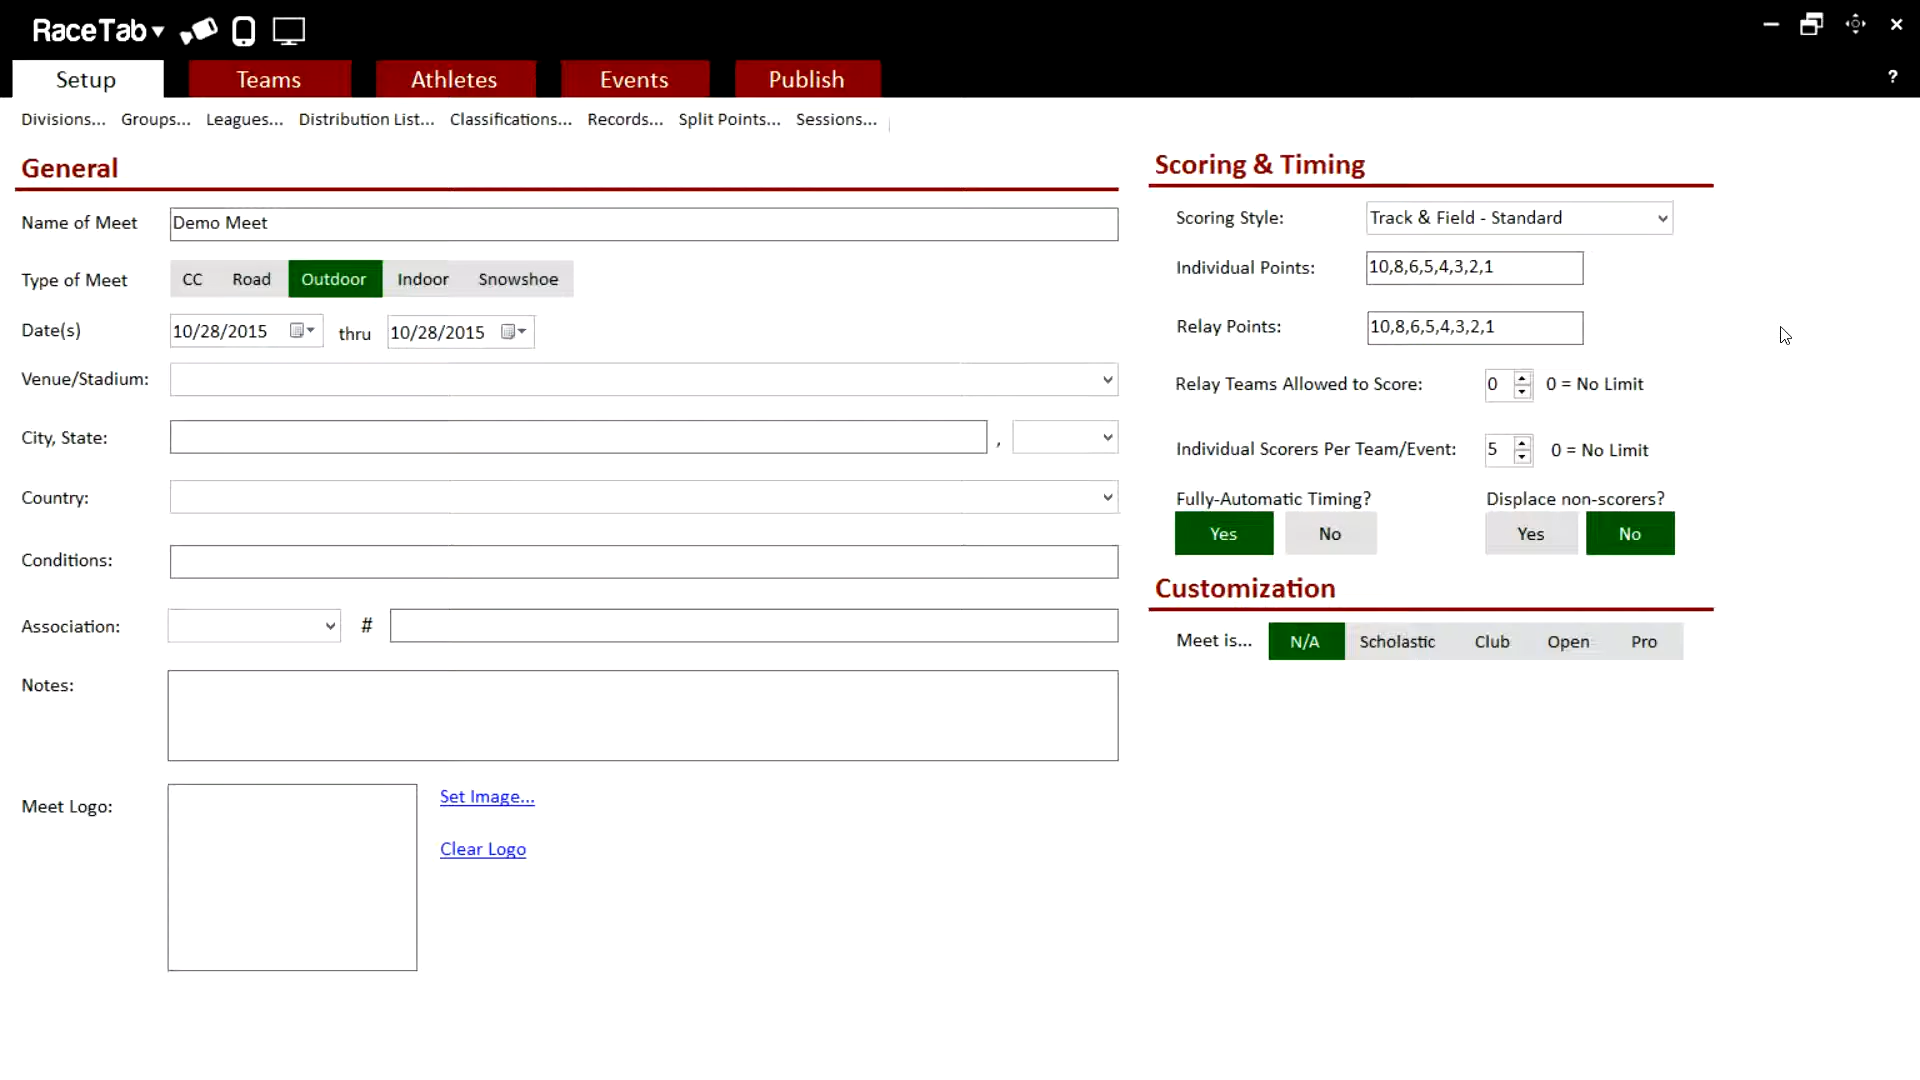 RaceTab
Setup Teams Athletes Events Publish ?
Divisions... Groups... Leagues... Distribution List... Classifications... Records... Split Points... Sessions...
General
Name of Meet Demo Meet
Type of Meet CC Road Outdoor Indoor Snowshoe
Date(s) 10/28/2015 thru 10/28/2015
Venue/Stadium:
City, State: ,
Country:
Conditions:
Association: #
Notes:
Meet Logo: Set Image...
Clear Logo
Scoring & Timing
Scoring Style: Track & Field - Standard
Individual Points: 10,8,6,5,4,3,2,1
Relay Points: 10,8,6,5,4,3,2,1
Relay Teams Allowed to Score: 0 0 = No Limit
Individual Scorers Per Team/Event: 5 0 = No Limit
Fully-Automatic Timing? Displace non-scorers?
Yes No Yes No
Customization
Meet is... N/A Scholastic Club Open Pro